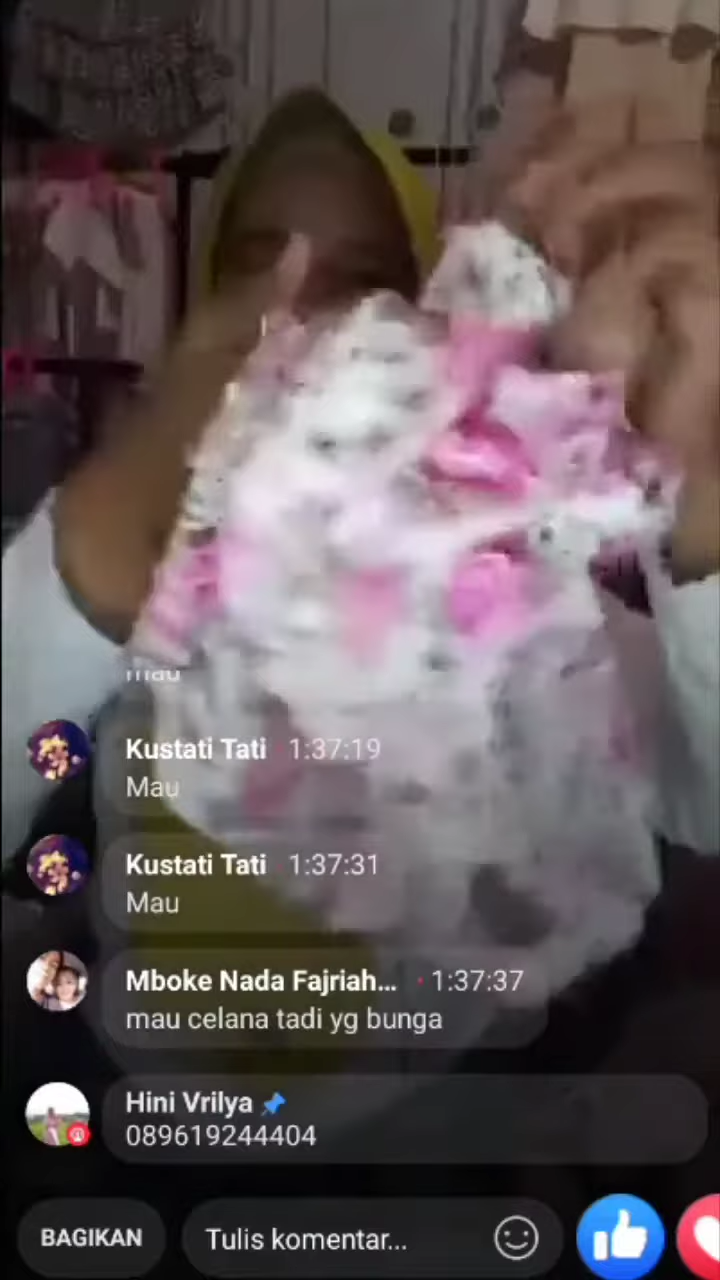 mau
Kustati Tati 1:37:19
Mau
Kustati Tati 1:37:31
Mau
Mboke Nada Fajriah... • 1:37:37
mau celana tadi yg bunga
Hini Vrilya
089619244404
BAGIKAN
Tulis komentar...